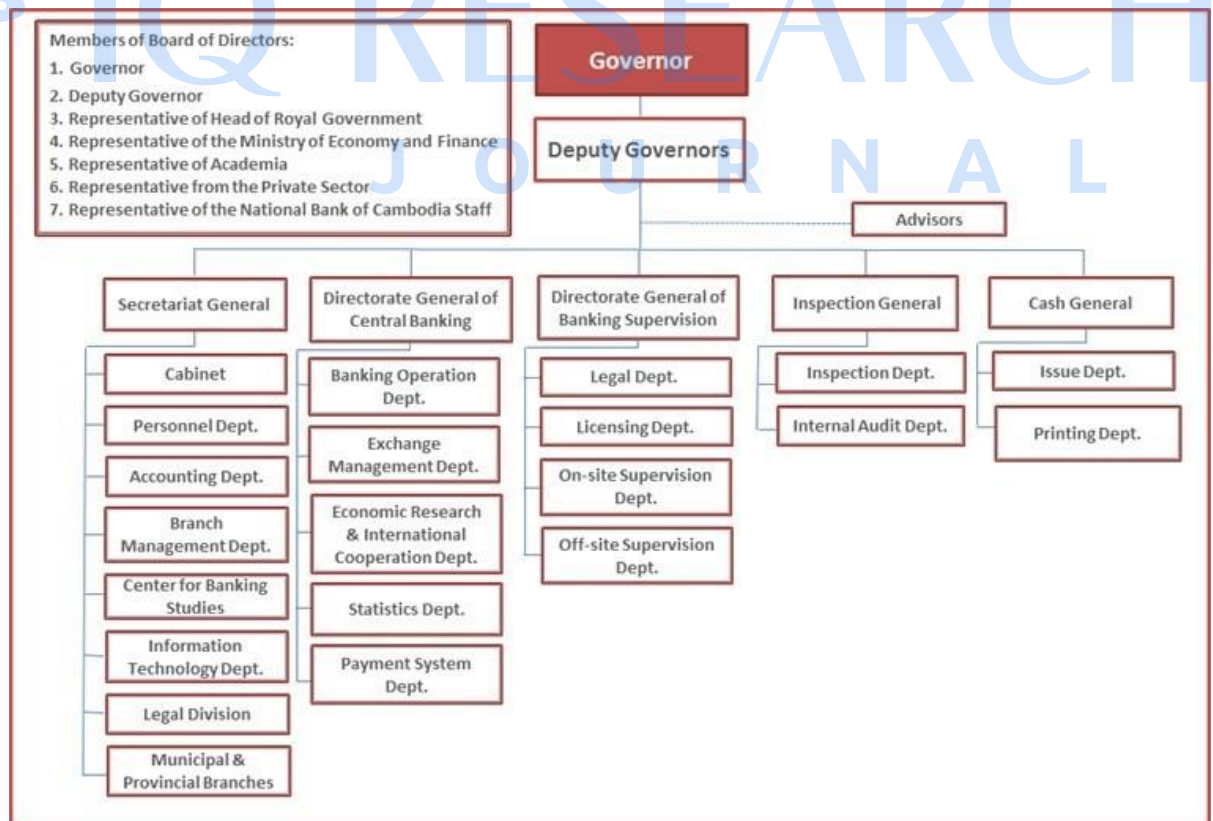 IQ RESEARCH
JOURNAL
Members of Board of Directors:
1. Governor
2. Deputy Governor
3. Representative of Head of Royal Government
4. Representative of the Ministry of Economy and Finance
5. Representative of Academia
6. Representative from the Private Sector
7. Representative of the National Bank of Cambodia Staff
Governor
Deputy Governors
Advisors
Secretariat General
Cabinet
Personnel Dept.
Accounting Dept.
Branch
Management Dept.
Center for Banking
Studies
Information
Technology Dept.
Legal Division
Municipal &
Provincial Branches
Directorate General of
Central Banking
Banking Operation
Dept.
Exchange
Management Dept.
Economic Research
& International
Cooperation Dept.
Statistics Dept.
Payment System
Dept.
Directorate General of
Banking Supervision
Legal Dept.
Licensing Dept.
On-site Supervision
Dept.
Off-site Supervision
Dept.
Inspection General
Inspection Dept.
Internal Audit Dept.
Cash General
Issue Dept.
Printing Dept.